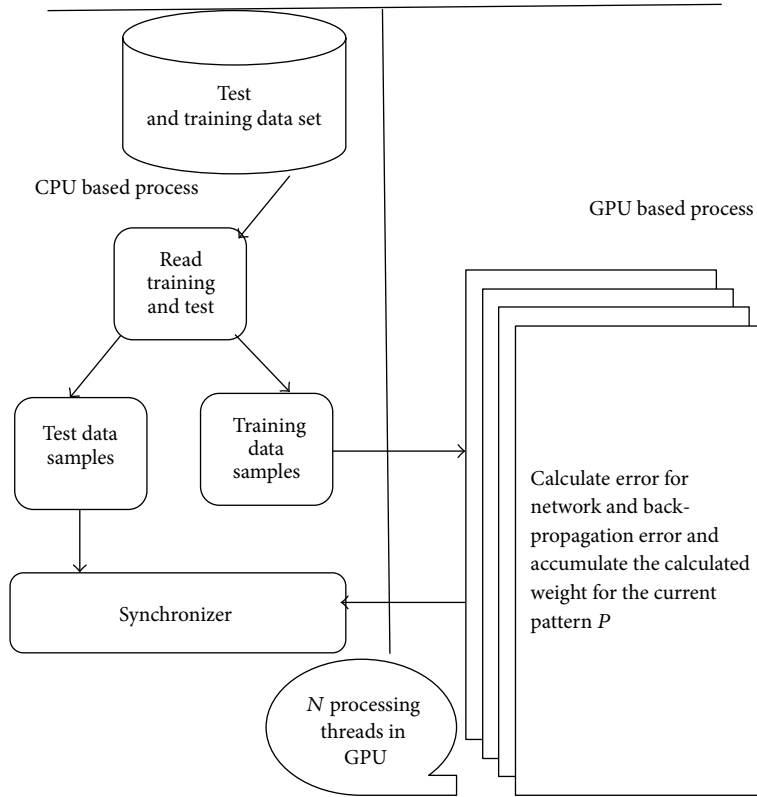 Test
and training data set
CPU based process
GPU based process
Read
training
and test
Test data
samples
Training
data
samples
Calculate error for
network and back-
propagation error and
accumulate the calculated
weight for the current
pattern P
Synchronizer
N processing
threads in
GPU